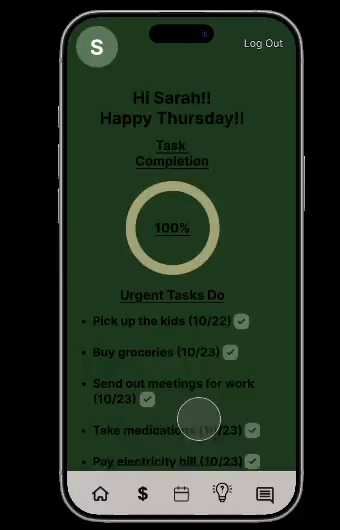 S
Log Out
Hi Sarah!!
Happy Thursday!!
Task
Completion
100%
Urgent Tasks Do
• Pick up the kids (10/22)
• Buy groceries (10/23)
• Send out meetings for work
(10/23)
• Take medications (10/23)
• Pay electricity bill (10/23)
$